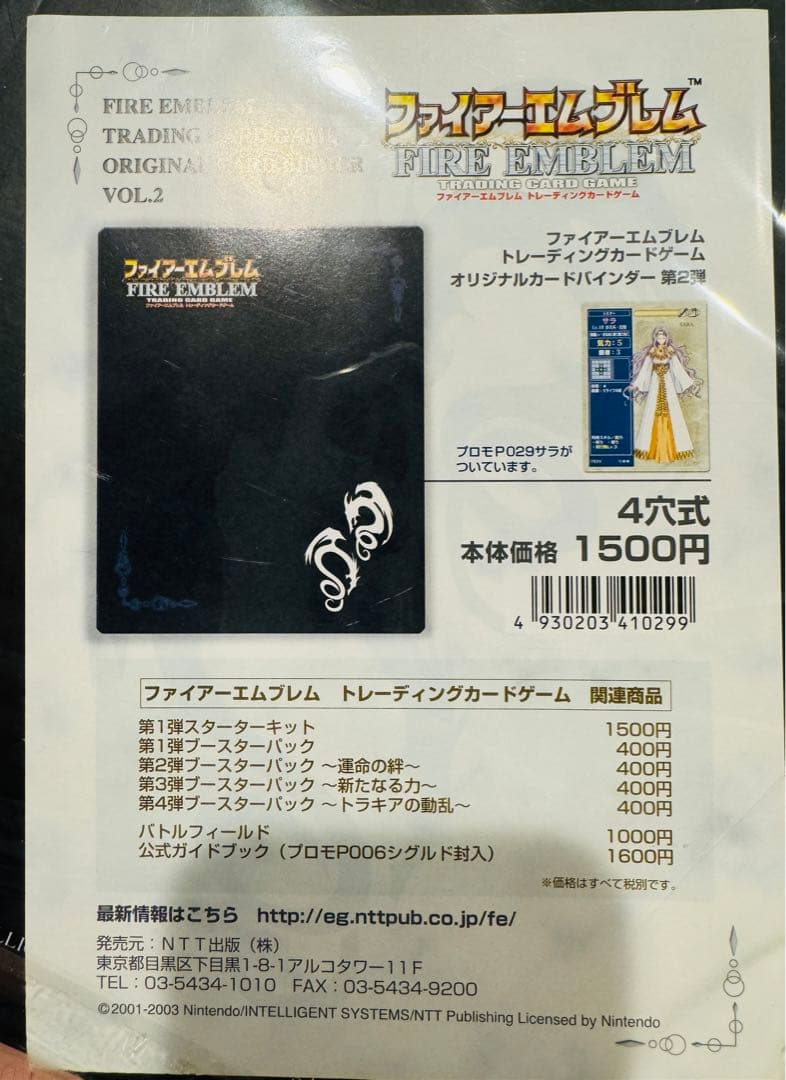 FIRE EMBLEM
TRADING CARD GAME
ORIGINAL CARD BINDER
VOL.2
ファイアーエムブレム™
FIRE EMBLEM
TRADING CARD GAME
ファイアーエムブレム トレーディングカードゲーム
ファイアーエムブレム
トレーディングカードゲーム
オリジナルカードバインダー 第2弾
ファイアーエムブレム
FIRE EMBLEM
TRADING CARD GAME
ファイアーエムブレム トレーディングカードゲーム
サラ
気力:5
SARA
プロモP029サラが
ついています。
4穴式
本体価格 1500円
4 930203 410299
ファイアーエムブレム トレーディングカードゲーム 関連商品
第1弾スターターキット 1500円
第1弾ブースターパック 400円
第2弾ブースターパック ～運命の絆～ 400円
第3弾ブースターパック ～新たなる力～ 400円
第4弾ブースターパック ～トラキアの動乱～ 400円
バトルフィールド 1000円
公式ガイドブック（プロモP006シグルド封入） 1600円
※価格はすべて税別です。
最新情報はこちら http://eg.nttpub.co.jp/fe/
発売元：ＮＴＴ出版（株）
東京都目黒区下目黒1-8-1アルコタワー11Ｆ
TEL：03-5434-1010 FAX：03-5434-9200
©2001-2003 Nintendo/INTELLIGENT SYSTEMS/NTT Publishing Licensed by Nintendo